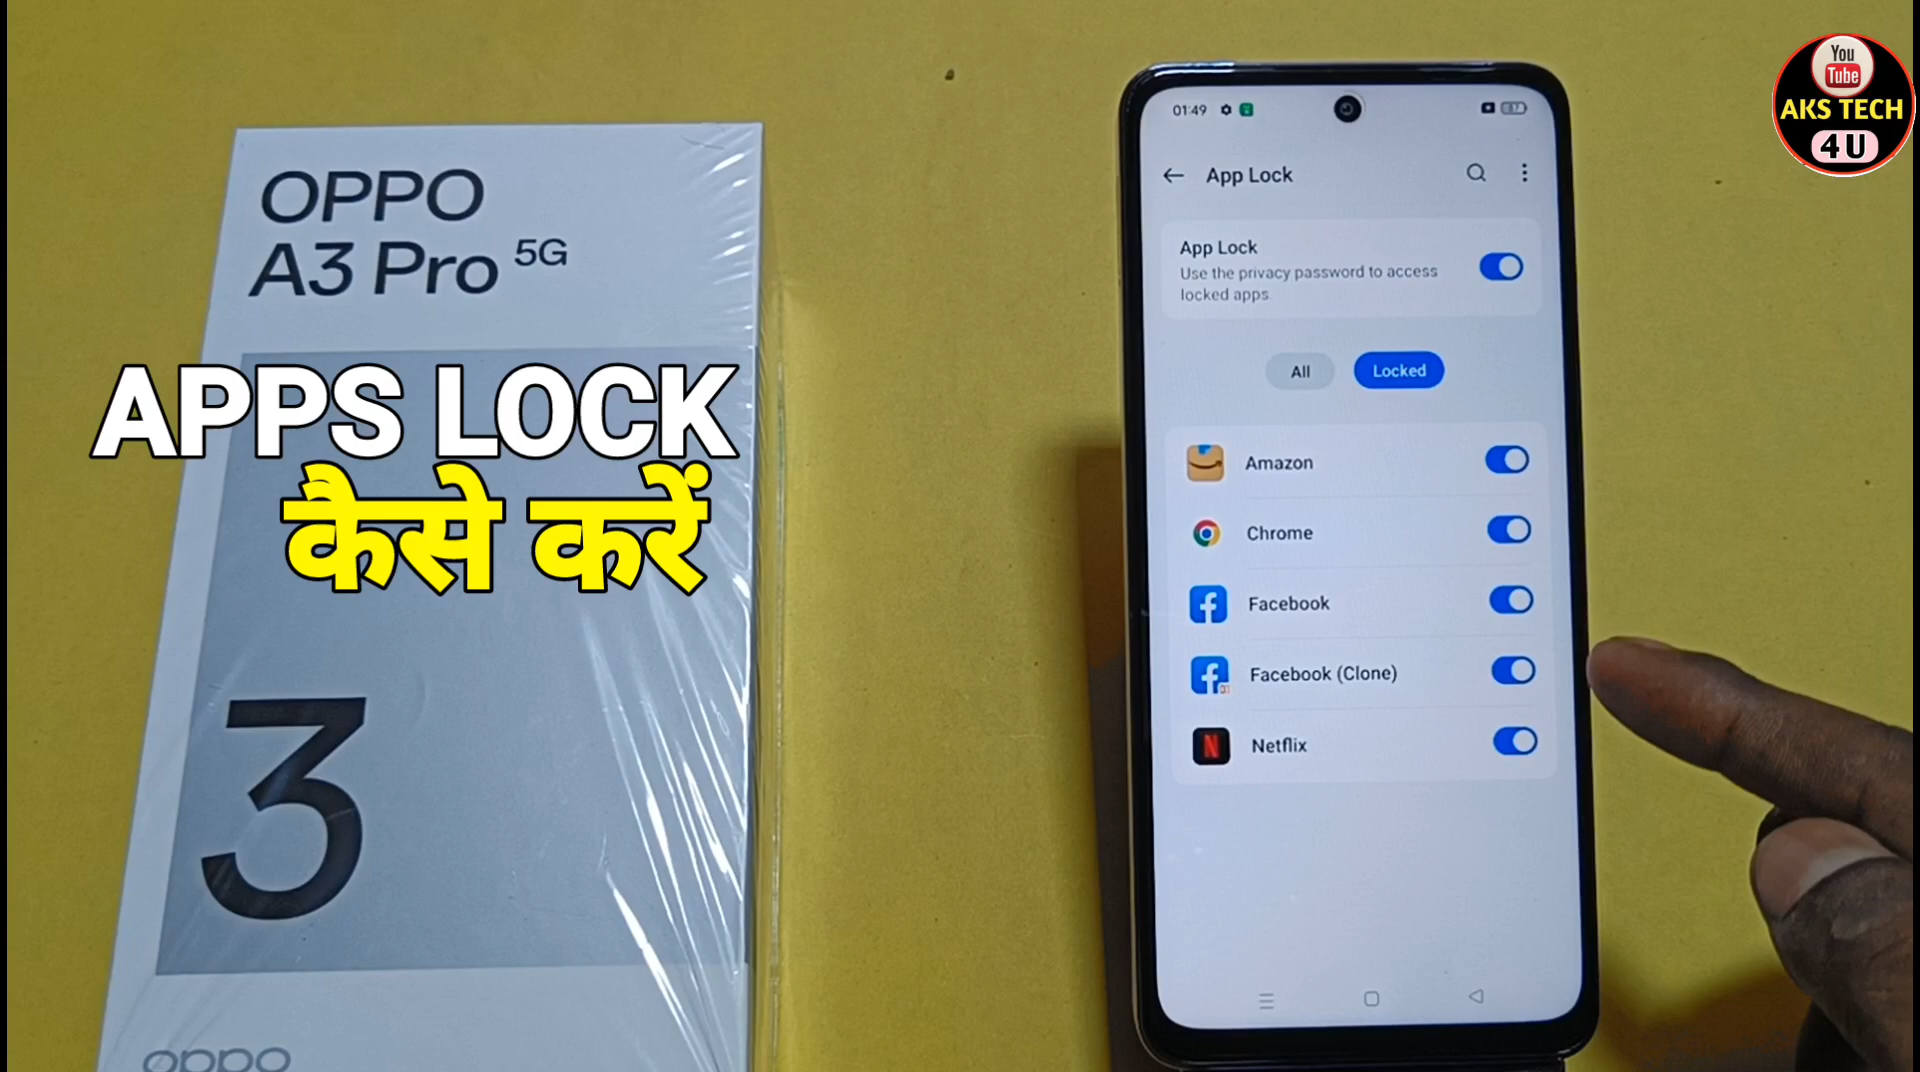 OPPO
A3 Pro 5G
APPS LOCK
कैसे करें
3
oppo
01:49
87
App Lock
App Lock
Use the privacy password to access
locked apps.
All
Locked
Amazon
Chrome
Facebook
Facebook (Clone)
Netflix
You
Tube
AKS TECH
4U